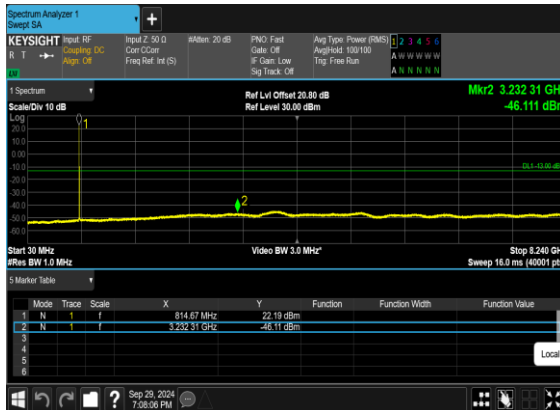 Spectrum Analyzer 1
Swept SA
+
KEYSIGHT Input: RF Input Z: 50 Ω #Atten: 20 dB PNO: Fast Avg Type: Power (RMS) 1 2 3 4 5 6
R T Coupling: DC Corr CCorr Gate: Off Avg|Hold: 100/100 A W W W W W
Align: Off Freq Ref: Int (S) IF Gain: Low Trig: Free Run
Sig Track: Off A N N N N N
1 Spectrum
Scale/Div 10 dB Ref Lvl Offset 20.80 dB Mkr2 3.232 31 GHz
Ref Level 30.00 dBm -46.111 dBm
Log
20.0
10.0
0.00
-10.0
-20.0
-30.0
-40.0
-50.0
-60.0
1
DL1 -13.00 dBm
2
Start 30 MHz Video BW 3.0 MHz* Stop 8.240 GH
#Res BW 1.0 MHz Sweep 16.0 ms (40001 pt
5 Marker Table
Mode Trace Scale X Y Function Function Width Function Value
1 N 1 f 814.67 MHz 22.19 dBm
2 N 1 f 3.232 31 GHz -46.11 dBm
3
4
5
6
Local
? Sep 29, 2024
7:08:06 PM